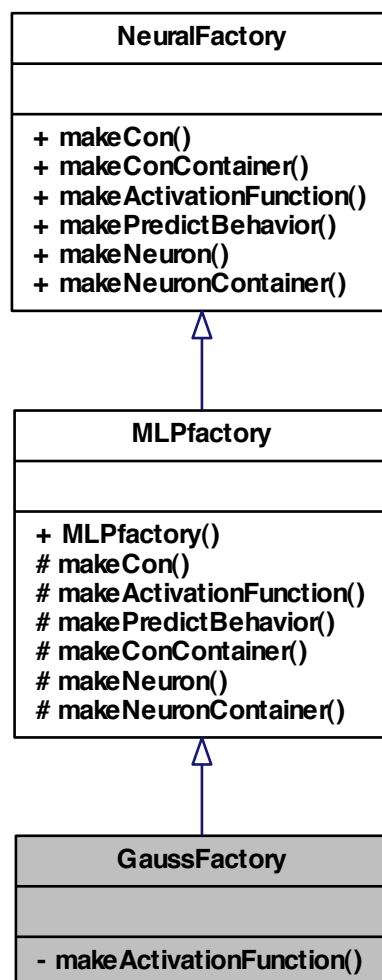 NeuralFactory
+ makeCon()
+ makeConContainer()
+ makeActivationFunction()
+ makePredictBehavior()
+ makeNeuron()
+ makeNeuronContainer()
MLPfactory
+ MLPfactory()
# makeCon()
# makeActivationFunction()
# makePredictBehavior()
# makeConContainer()
# makeNeuron()
# makeNeuronContainer()
GaussFactory
- makeActivationFunction()